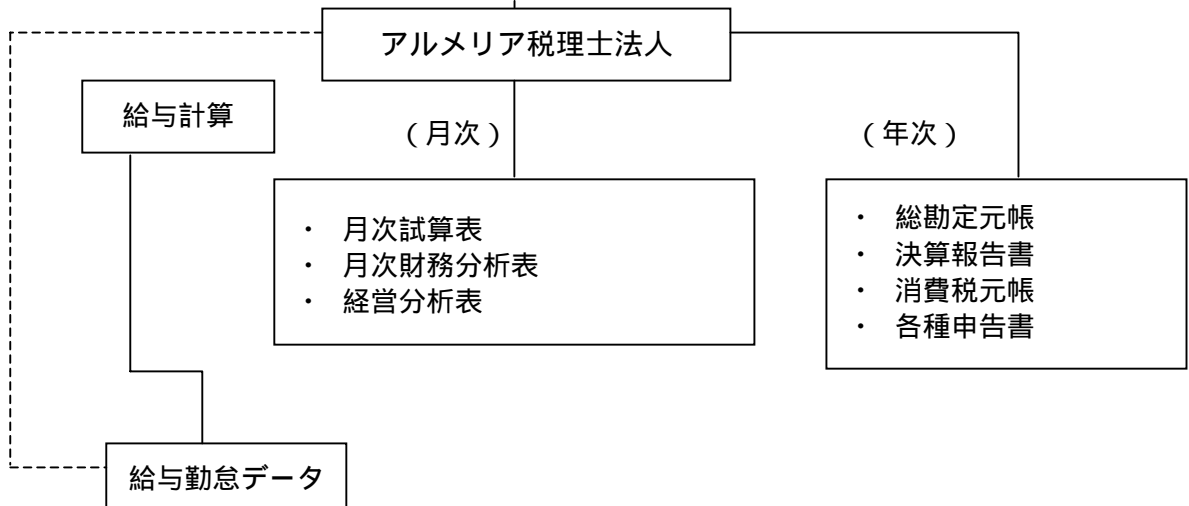 アルメリア税理士法人
給与計算
（月次）
（年次）
・ 月次試算表
・ 月次財務分析表
・ 経営分析表
・ 総勘定元帳
・ 決算報告書
・ 消費税元帳
・ 各種申告書
給与勤怠データ